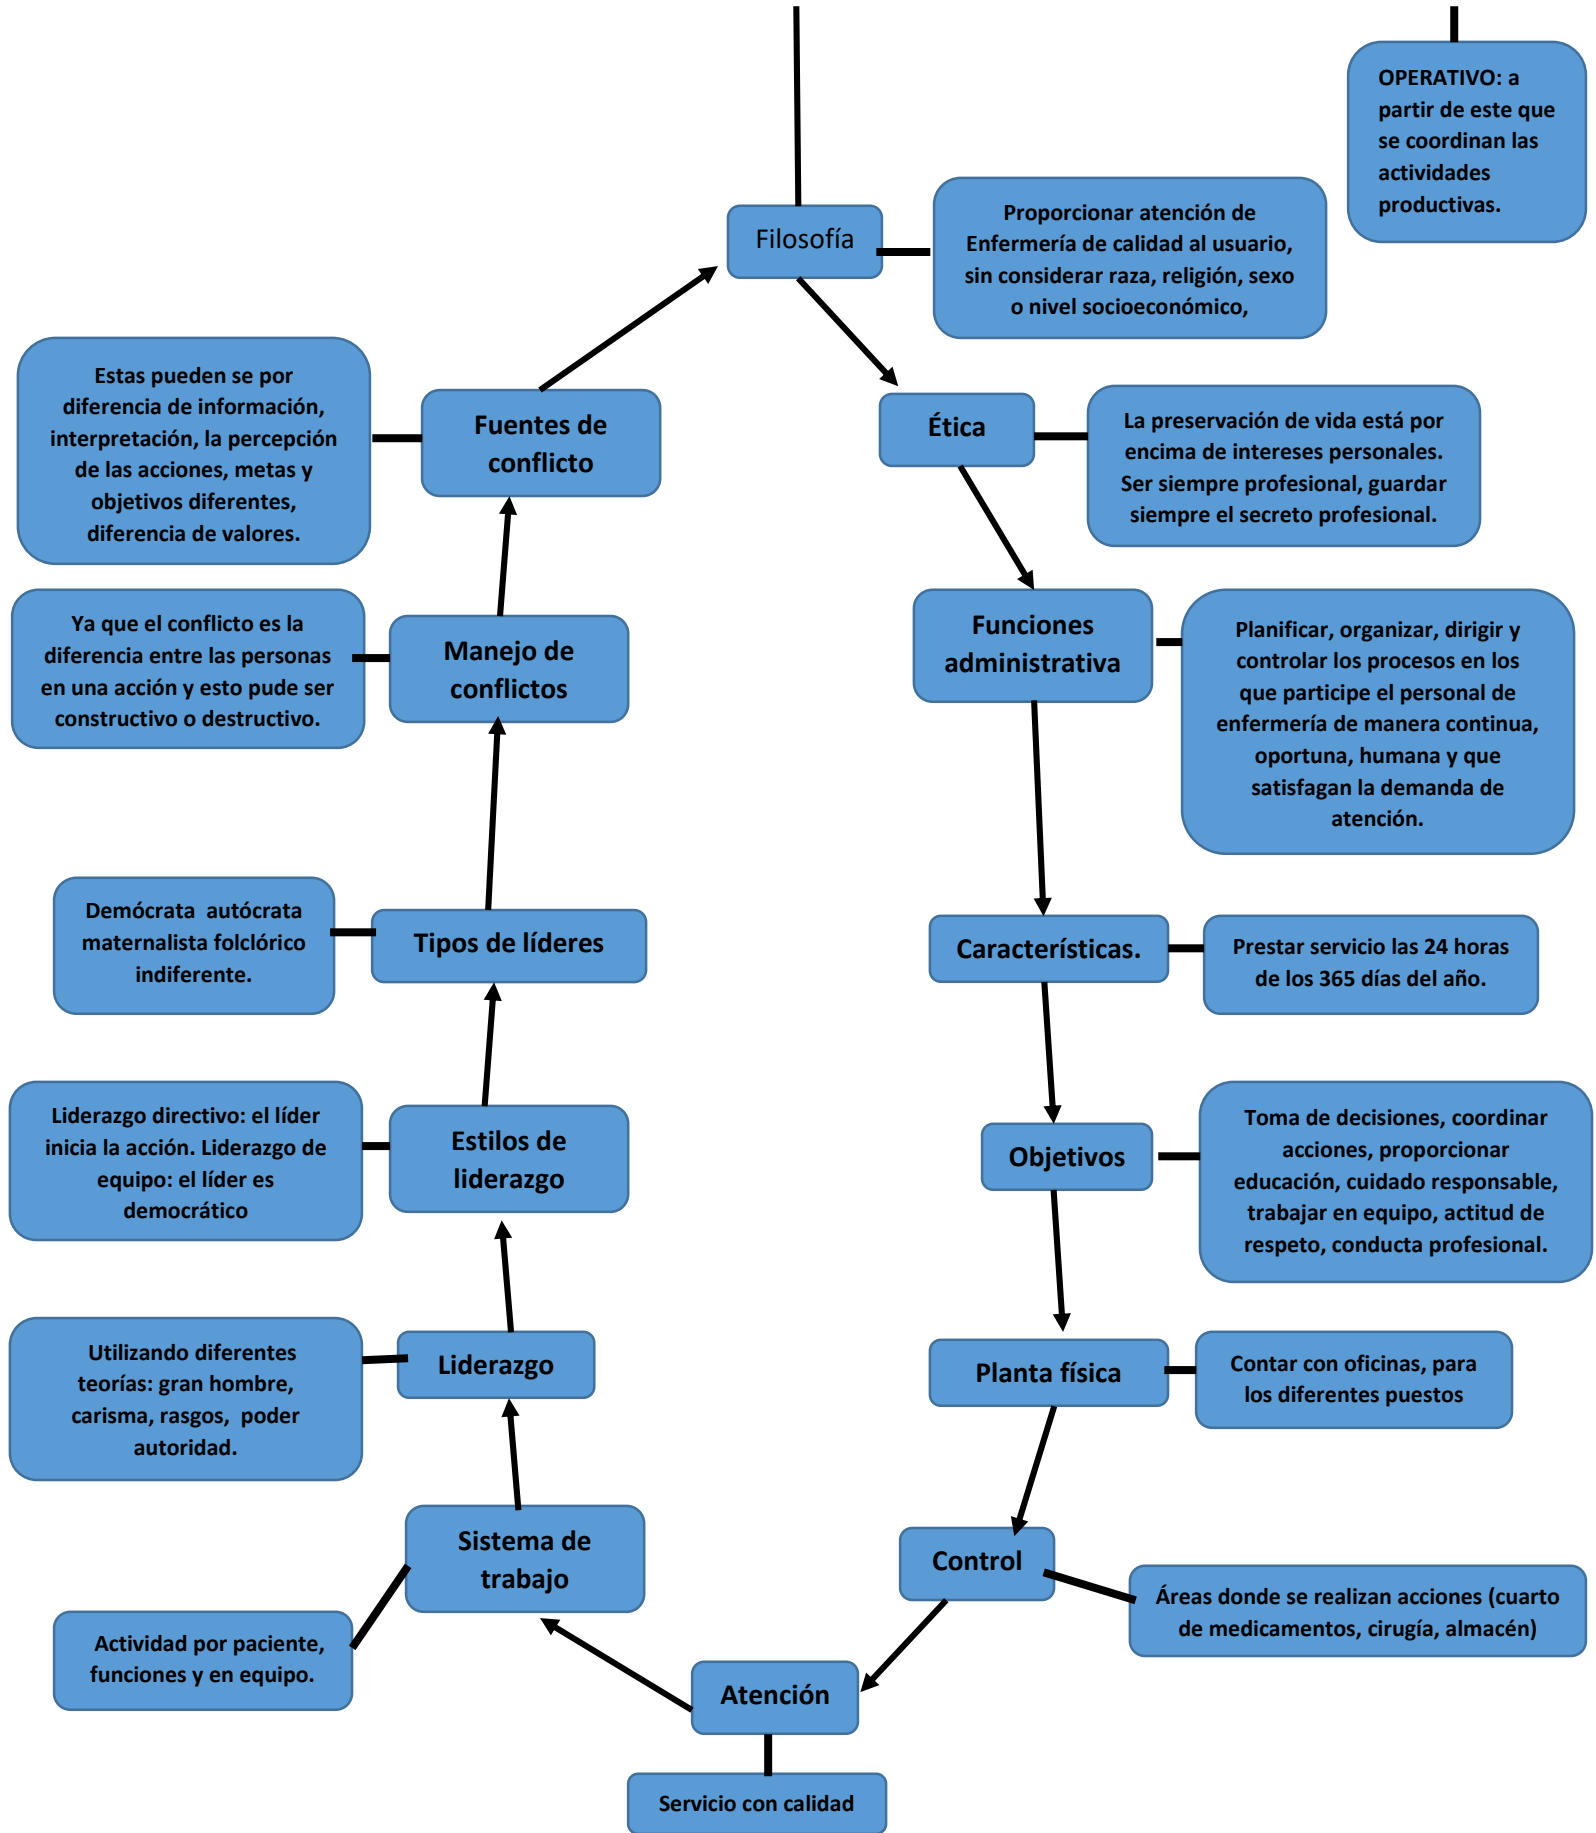 OPERATIVO: a
partir de este que
se coordinan las
actividades
productivas.
Filosofía
Proporcionar atención de
Enfermería de calidad al usuario,
sin considerar raza, religión, sexo
o nivel socioeconómico,
Estas pueden se por
diferencia de información,
interpretación, la percepción
de las acciones, metas y
objetivos diferentes,
diferencia de valores.
Fuentes de
conflicto
Ética
La preservación de vida está por
encima de intereses personales.
Ser siempre profesional, guardar
siempre el secreto profesional.
Ya que el conflicto es la
diferencia entre las personas
en una acción y esto pude ser
constructivo o destructivo.
Manejo de
conflictos
Funciones
administrativa
Planificar, organizar, dirigir y
controlar los procesos en los
que participe el personal de
enfermería de manera continua,
oportuna, humana y que
satisfagan la demanda de
atención.
Demócrata  autócrata
maternalista folclórico
indiferente.
Tipos de líderes
Características.
Prestar servicio las 24 horas
de los 365 días del año.
Liderazgo directivo: el líder
inicia la acción. Liderazgo de
equipo: el líder es
democrático
Estilos de
liderazgo
Objetivos
Toma de decisiones, coordinar
acciones, proporcionar
educación, cuidado responsable,
trabajar en equipo, actitud de
respeto, conducta profesional.
Utilizando diferentes
teorías: gran hombre,
carisma, rasgos,  poder
autoridad.
Liderazgo
Planta física
Contar con oficinas, para
los diferentes puestos
Sistema de
trabajo
Control
Áreas donde se realizan acciones (cuarto
de medicamentos, cirugía, almacén)
Actividad por paciente,
funciones y en equipo.
Atención
Servicio con calidad